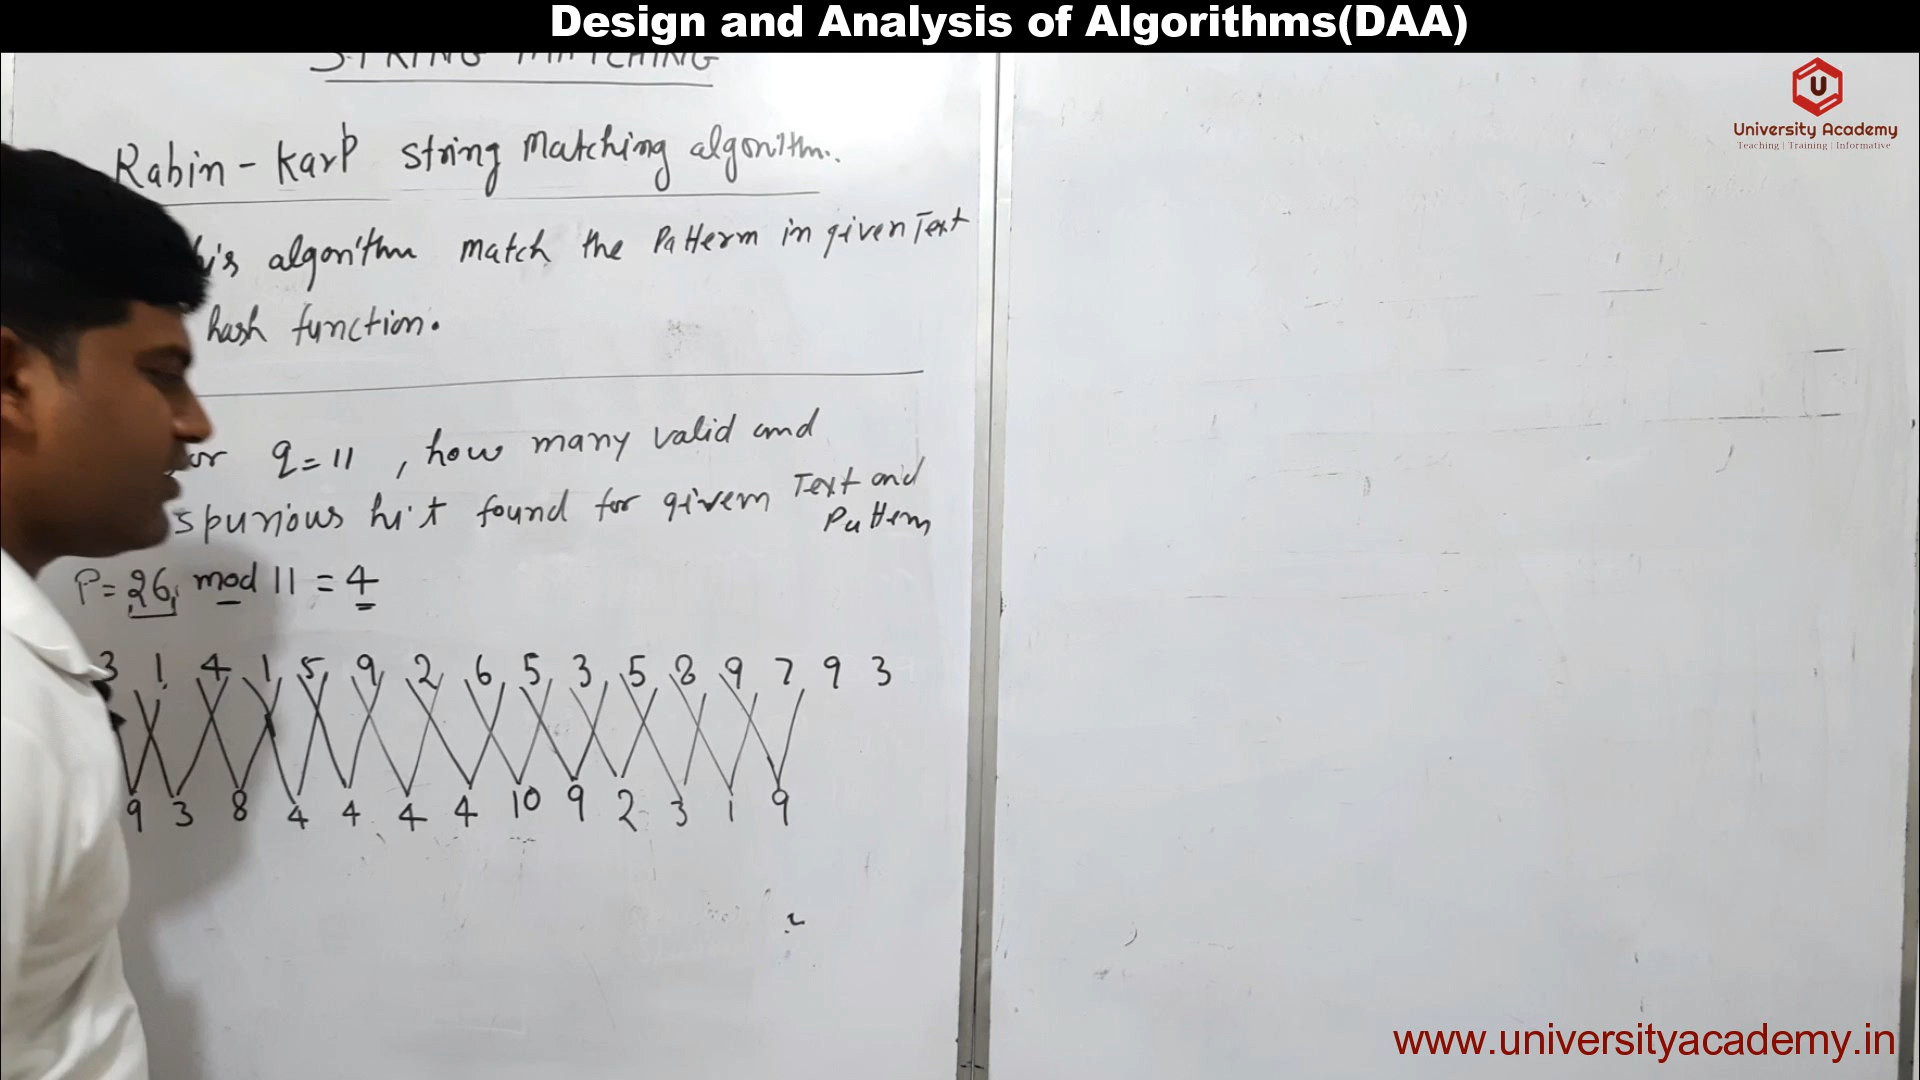 Design and Analysis of Algorithms(DAA)
STRING MATCHING
University Academy
Teaching | Training | Informative
Rabin - Karp string Matching algorithm.
algorithm match the Pattern in given Text
hash function.
q = 11 , how many valid and
spurious hit found for given Text and
Pattern
P = 26 mod 11 = 4
3 1 4 1 5 9 2 6 5 3 5 8 9 7 9 3
9 3 8 4 4 4 4 10 9 2 3 1 9
www.universityacademy.in